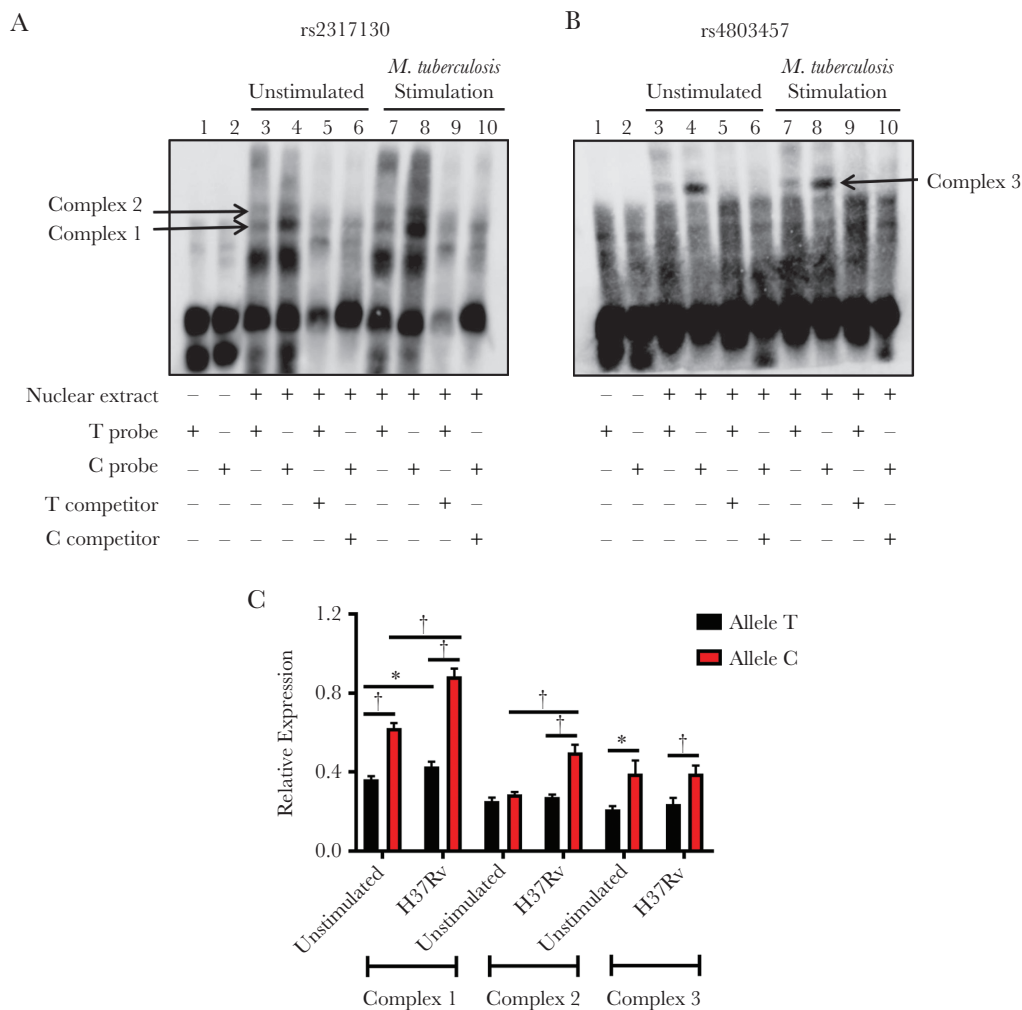 A
rs2317130
M. tuberculosis
Unstimulated Stimulation
1 2 3 4 5 6 7 8 9 10
Complex 2
Complex 1
Nuclear extract – – + + + + + + + +
T probe + – + – + – + – + –
C probe – + – + – + – + – +
T competitor – – – – + – – – + –
C competitor – – – – – + – – – +
B
rs4803457
M. tuberculosis
Unstimulated Stimulation
1 2 3 4 5 6 7 8 9 10
Complex 3
– – + + + + + + + +
+ – + – + – + – + –
– + – + – + – + – +
– – – – + – – – + –
– – – – – + – – – +
C
Relative Expression
1.2
0.8
0.4
0.0
† * † † † † * †
Allele T
Allele C
Unstimulated H37Rv Unstimulated H37Rv Unstimulated H37Rv
Complex 1 Complex 2 Complex 3